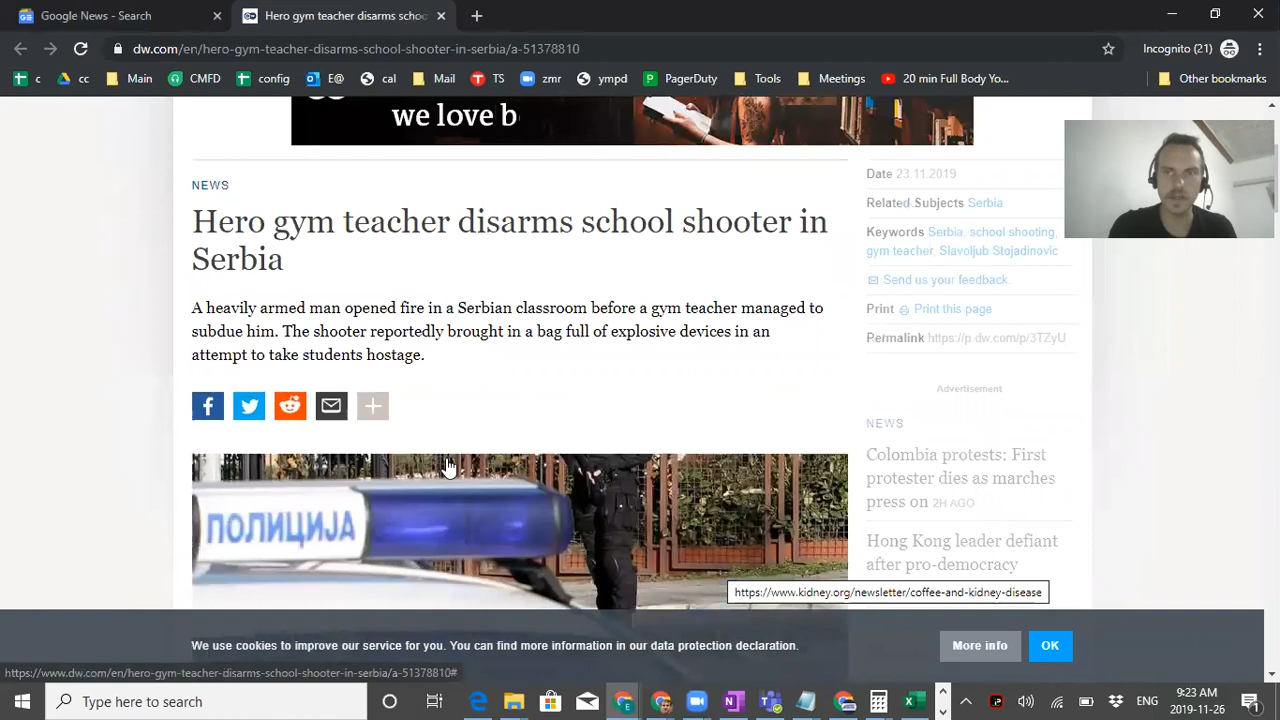 Google News - Search
Hero gym teacher disarms schoo
dw.com/en/hero-gym-teacher-disarms-school-shooter-in-serbia/a-51378810
Incognito (21)
c
cc
Main
CMFD
config
E@
cal
Mail
TS
zmr
ympd
PagerDuty
Tools
Meetings
20 min Full Body Yo...
Other bookmarks
we love b
NEWS
Hero gym teacher disarms school shooter in
Serbia
A heavily armed man opened fire in a Serbian classroom before a gym teacher managed to
subdue him. The shooter reportedly brought in a bag full of explosive devices in an
attempt to take students hostage.
ПОЛИЦИЈА
Date 23.11.2019
Related Subjects Serbia
Keywords Serbia, school shooting,
gym teacher, Slavoljub Stojadinovic
Send us your feedback.
Print Print this page
Permalink https://p.dw.com/p/3TZyU
Advertisement
NEWS
Colombia protests: First
protester dies as marches
press on 2H AGO
Hong Kong leader defiant
after pro-democracy
https://www.kidney.org/newsletter/coffee-and-kidney-disease
We use cookies to improve our service for you. You can find more information in our data protection declaration.
More info
OK
https://www.dw.com/en/hero-gym-teacher-disarms-school-shooter-in-serbia/a-51378810#
Type here to search
ENG
9:23 AM
2019-11-26